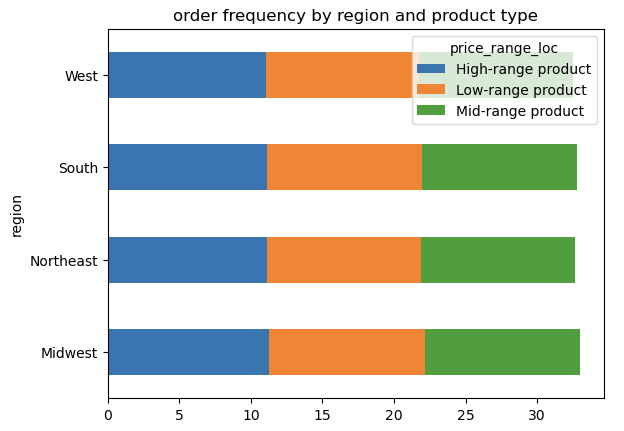 order frequency by region and product type
price_range_loc
High-range product
Low-range product
Mid-range product
West
South
Northeast
Midwest
region
0 5 10 15 20 25 30